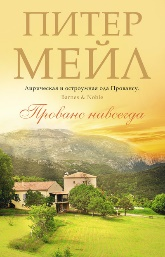 ПИТЕР
МЕЙЛ
Лирическая и остроумная ода Провансу.
Barnes & Noble
Прованс навсегда